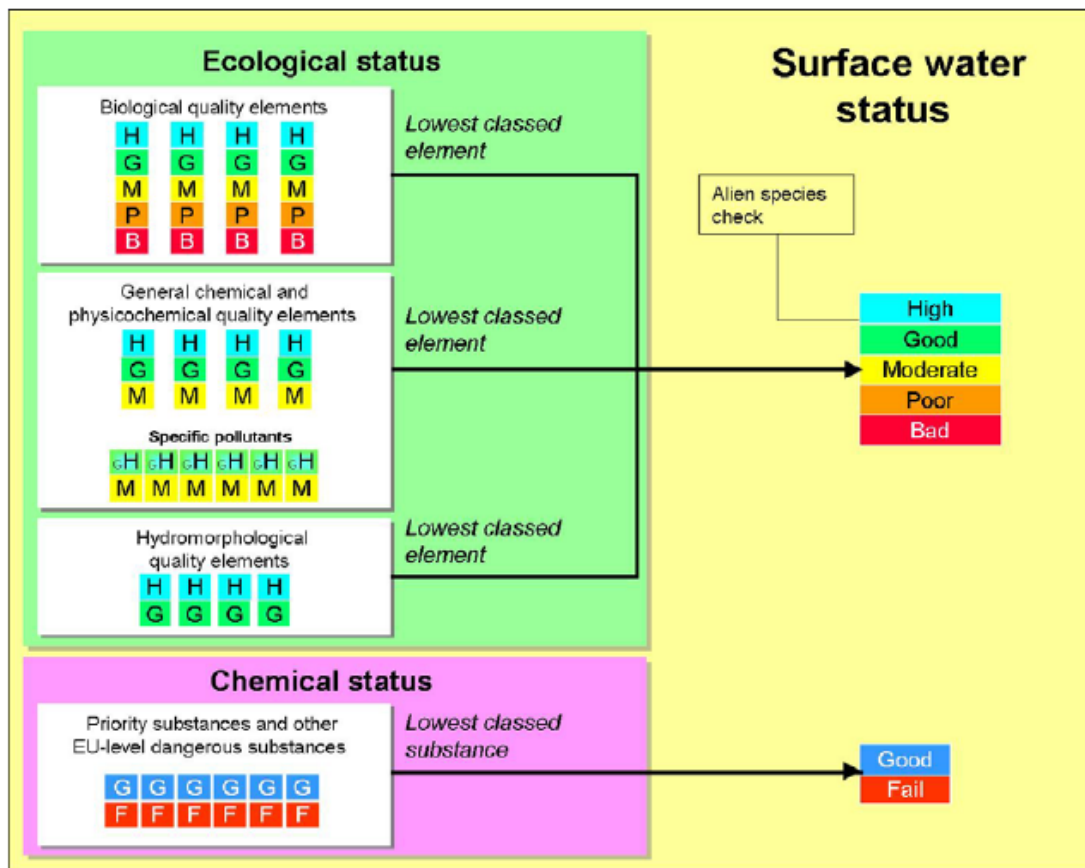 Ecological status
Surface water
status
Biological quality elements
H H H H
G G G G
M M M M
P P P P
B B B B
Lowest classed
element
Alien species
check
General chemical and
physicochemical quality elements
H H H H
G G G G
M M M M
Lowest classed
element
Specific pollutants
GH GH GH GH GH GH
M M M M M M
High
Good
Moderate
Poor
Bad
Hydromorphological
quality elements
H H H H
G G G G
Lowest classed
element
Chemical status
Priority substances and other
EU-level dangerous substances
G G G G G G
F F F F F F
Lowest classed
substance
Good
Fail